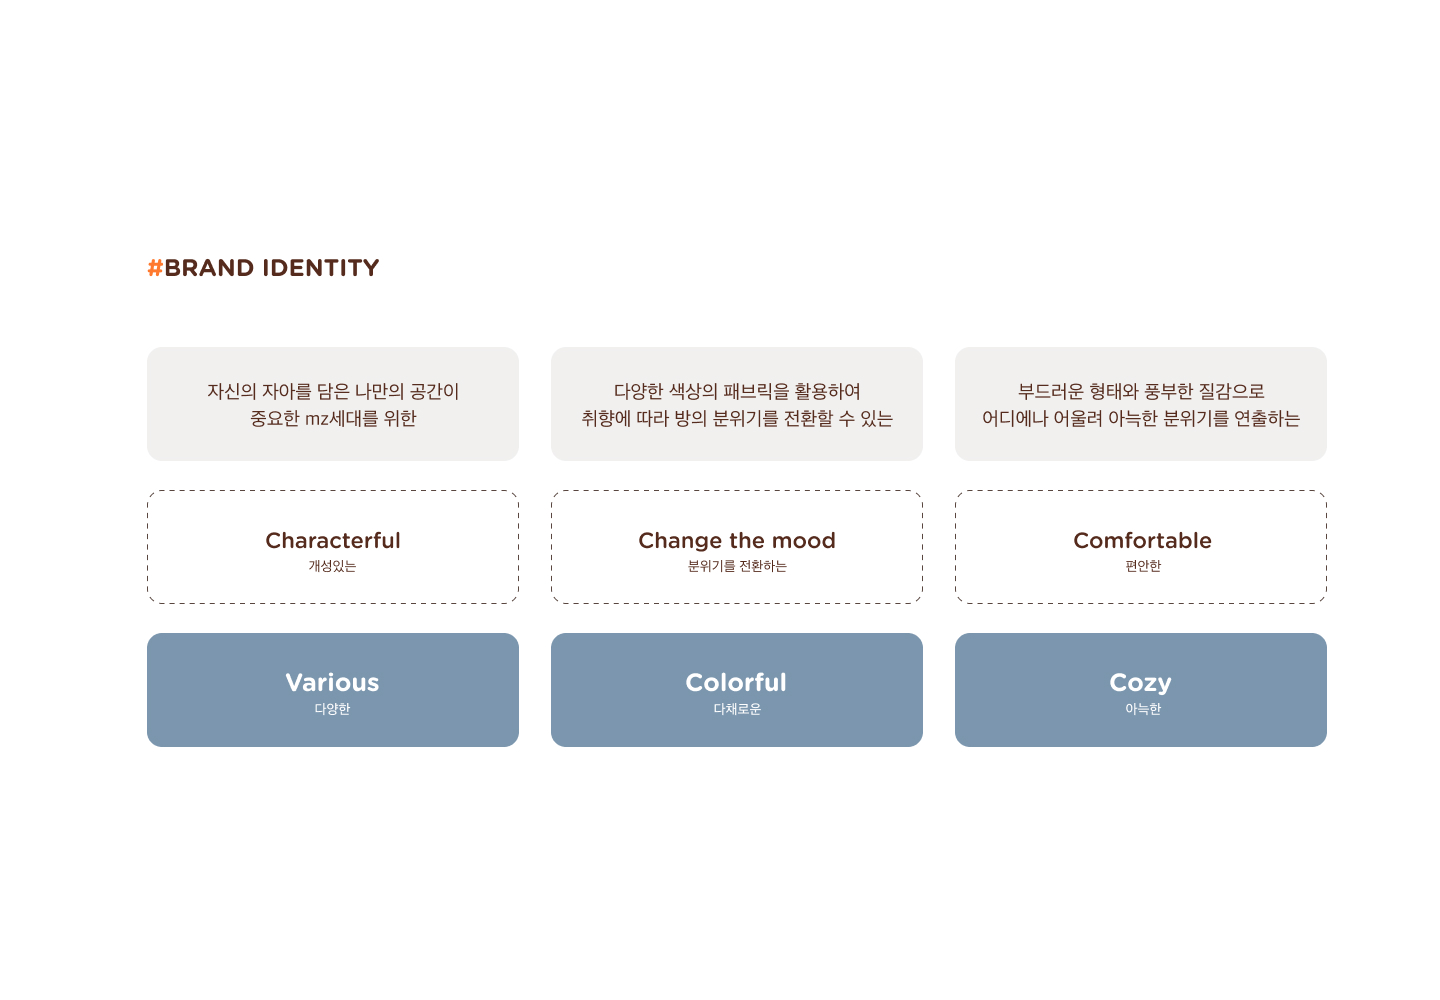 #BRAND IDENTITY
자신의 자아를 담은 나만의 공간이
중요한 mz세대를 위한
다양한 색상의 패브릭을 활용하여
취향에 따라 방의 분위기를 전환할 수 있는
부드러운 형태와 풍부한 질감으로
어디에나 어울려 아늑한 분위기를 연출하는
Characterful
개성있는
Change the mood
분위기를 전환하는
Comfortable
편안한
Various
다양한
Colorful
다채로운
Cozy
아늑한